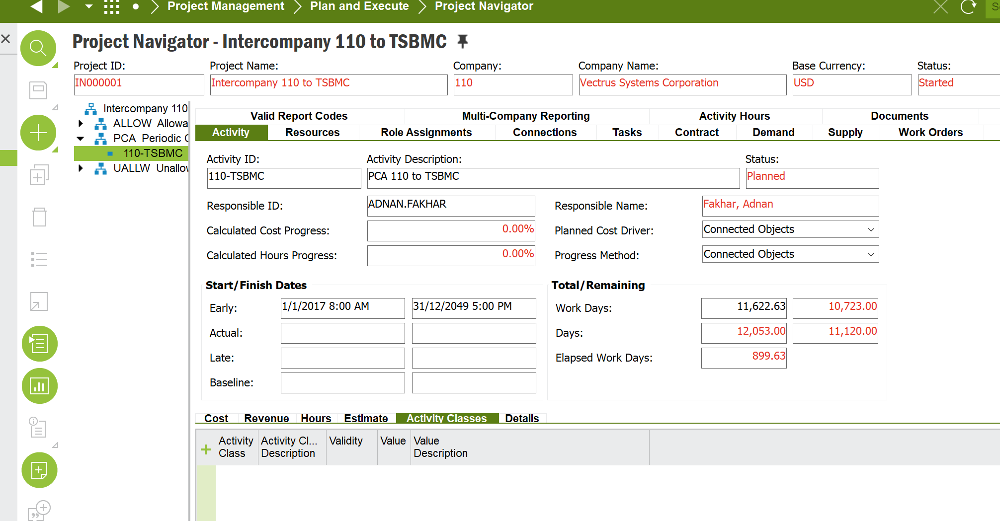 Project Management Plan and Execute Project Navigator
Project Navigator - Intercompany 110 to TSBMC
Project ID: Project Name: Company: Company Name: Base Currency: Status:
IN000001 Intercompany 110 to TSBMC 110 Vectrus Systems Corporation USD Started
Intercompany 110
ALLOW Allowa
PCA Periodic
110-TSBMC
UALLW Unallo
Valid Report Codes Multi-Company Reporting Activity Hours Documents
Activity Resources Role Assignments Connections Tasks Contract Demand Supply Work Orders
Activity ID: Activity Description: Status:
110-TSBMC PCA 110 to TSBMC Planned
Responsible ID: ADNAN.FAKHAR Responsible Name: Fakhar, Adnan
Calculated Cost Progress: 0.00% Planned Cost Driver: Connected Objects
Calculated Hours Progress: 0.00% Progress Method: Connected Objects
Start/Finish Dates Total/Remaining
Early: 1/1/2017 8:00 AM 31/12/2049 5:00 PM Work Days: 11,622.63 10,723.00
Actual: Days: 12,053.00 11,120.00
Late: Elapsed Work Days: 899.63
Baseline:
Cost Revenue Hours Estimate Activity Classes Details
Activity Class Activity Cl... Description Validity Value Value Description